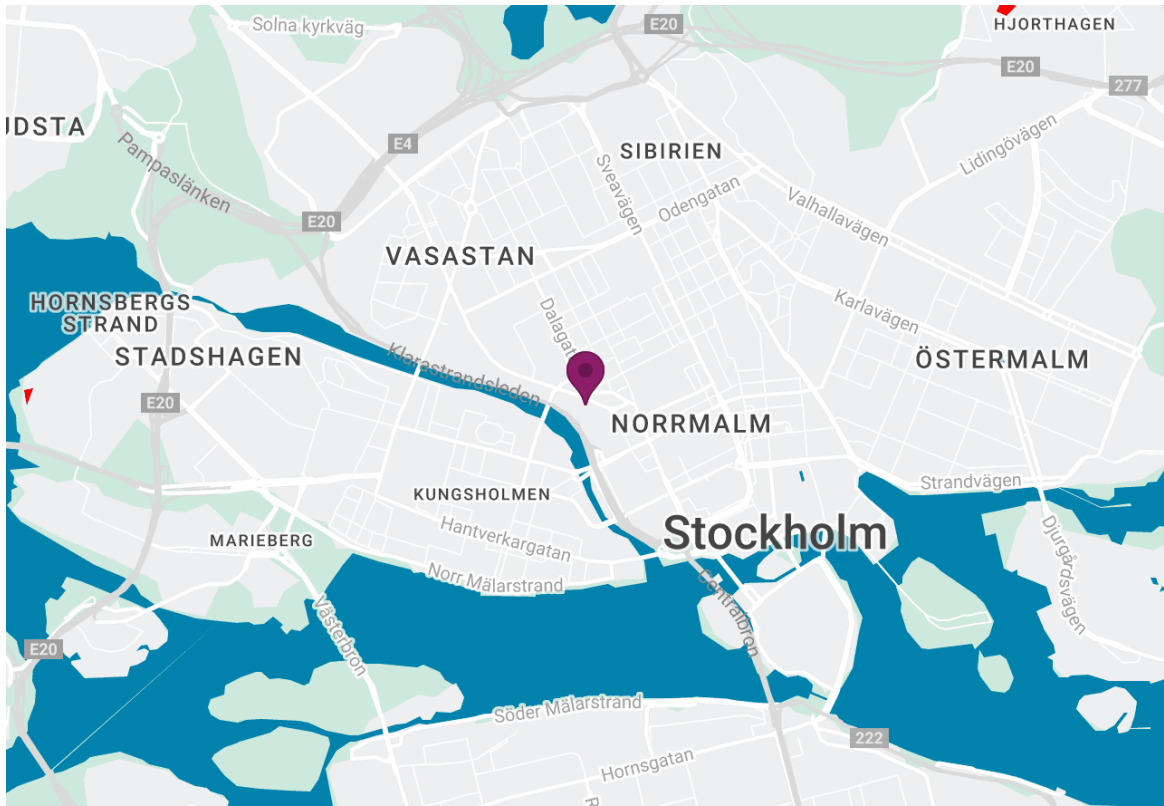 Solna kyrkväg
E20
HJORTHAGEN
E20
277
JDSTA
E4
Pampaslänken
SIBIRIEN
Sveavägen
Lidingövägen
E20
Odengatan
Valhallavägen
VASASTAN
HORNSBERGS
STRAND
Dalagat
Karlavägen
STADSHAGEN
Klarastrandsleden
ÖSTERMALM
E20
NORRMALM
KUNGSHOLMEN
Strandvägen
Hantverkargatan
Stockholm
MARIEBERG
Norr Mälarstrand
Centralbron
Djurgårdsvägen
Västerbron
E20
Söder Mälarstrand
222
Hornsgatan
R